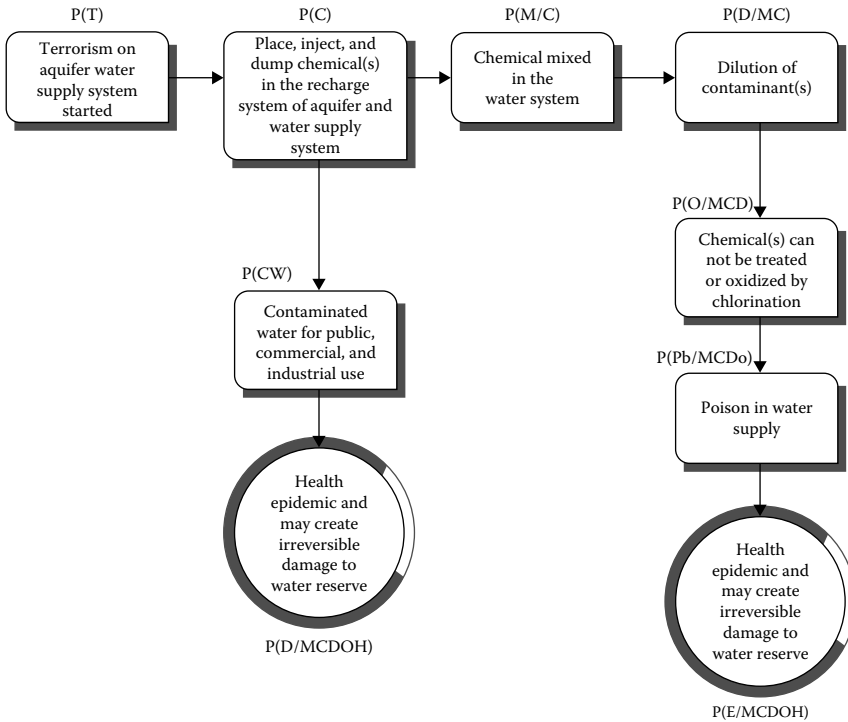 P(T)
P(C)
P(M/C)
P(D/MC)
Terrorism on
aquifer water
supply system
started
Place, inject, and
dump chemical(s)
in the recharge
system of aquifer and
water supply
system
Chemical mixed
in the
water system
Dilution of
contaminant(s)
P(O/MCD)
Chemical(s) can
not be treated
or oxidized by
chlorination
P(CW)
Contaminated
water for public,
commercial, and
industrial use
P(Pb/MCDo)
Poison in water
supply
Health
epidemic and
may create
irreversible
damage to
water reserve
P(D/MCDOH)
Health
epidemic and
may create
irreversible
damage to
water reserve
P(E/MCDOH)